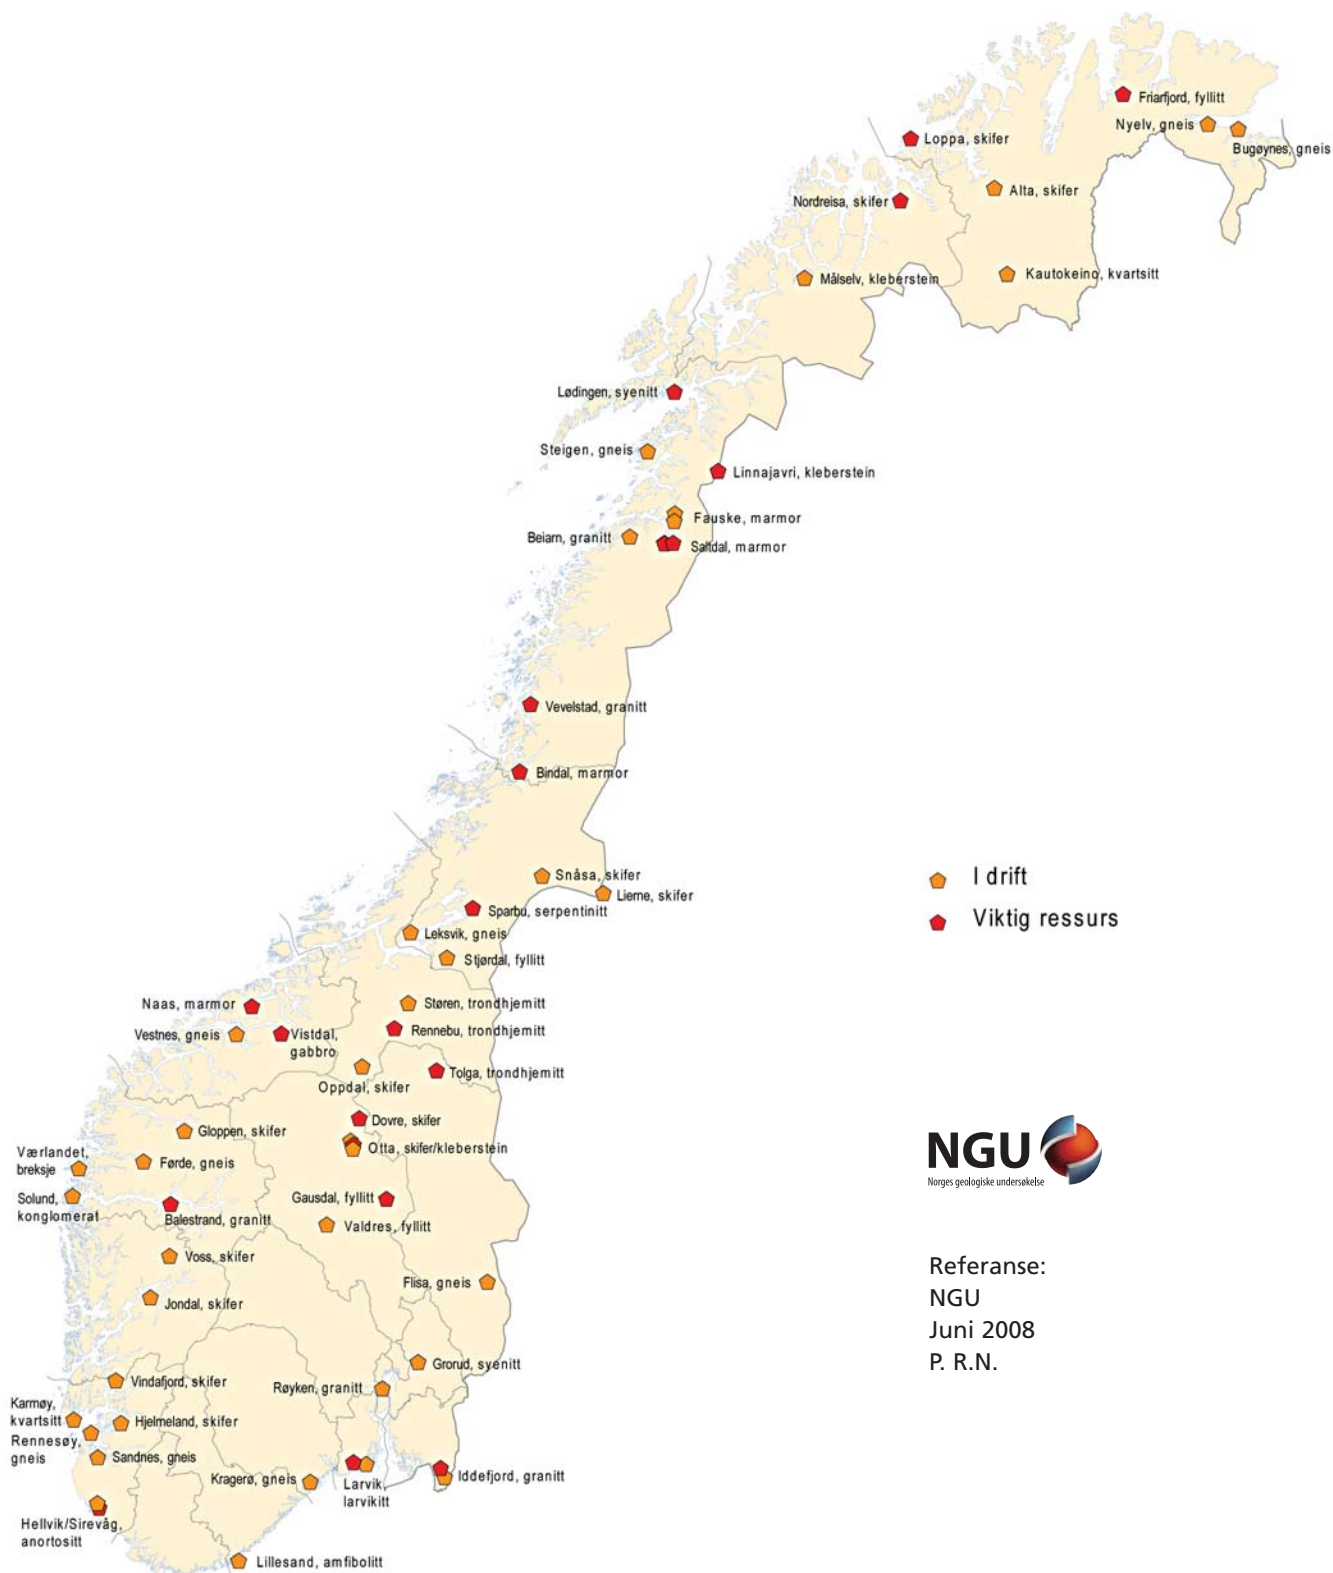 Friarfjord, fyllitt
Nyelv, gneis
Bugøynes, gneis
Loppa, skifer
Alta, skifer
Nordreisa, skifer
Kautokeino, kvartsitt
Målselv, kleberstein
Lødingen, syenitt
Steigen, gneis
Linnajavri, kleberstein
Fauske, marmor
Beiarn, granitt
Saltdal, marmor
Vevelstad, granitt
Bindal, marmor
Snåsa, skifer
Lierne, skifer
Sparbu, serpentinitt
Leksvik, gneis
Stjørdal, fyllitt
Naas, marmor
Støren, trondhjemitt
Vestnes, gneis
Vistdal,
gabbro
Rennebu, trondhjemitt
Oppdal, skifer
Tolga, trondhjemitt
Dovre, skifer
Gloppen, skifer
Otta, skifer/kleberstein
Værlandet,
breksje
Førde, gneis
Solund,
konglomerat
Balestrand, granitt
Gausdal, fyllitt
Valdres, fyllitt
Voss, skifer
Flisa, gneis
Jondal, skifer
Grorud, syenitt
Vindafjord, skifer
Røyken, granitt
Karmøy,
kvartsitt
Hjelmeland, skifer
Rennesøy,
gneis
Sandnes, gneis
Kragerø, gneis
Larvik,
larvikitt
Iddefjord, granitt
Hellvik/Sirevåg,
anortositt
Lillesand, amfibolitt
I drift
Viktig ressurs
NGU
Norges geologiske undersøkelse
Referanse:
NGU
Juni 2008
P. R.N.